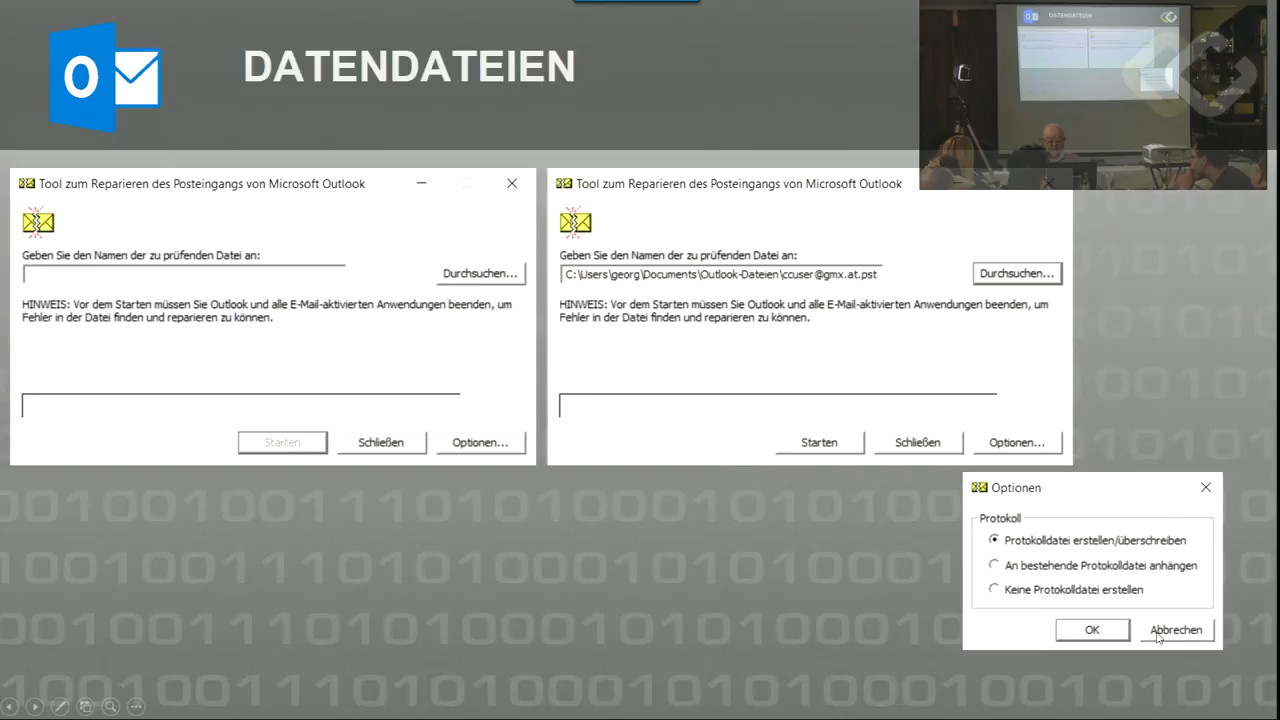 DATENDATEIEN
DATENDATEIEN
Tool zum Reparieren des Posteingangs von Microsoft Outlook
Geben Sie den Namen der zu prüfenden Datei an:
Durchsuchen...
HINWEIS: Vor dem Starten müssen Sie Outlook und alle E-Mail-aktivierten Anwendungen beenden, um
Fehler in der Datei finden und reparieren zu können.
Starten
Schließen
Optionen...
Tool zum Reparieren des Posteingangs von Microsoft Outlook
Geben Sie den Namen der zu prüfenden Datei an:
C:\Users\georg\Documents\Outlook-Dateien\ccuser@gmx.at.pst
Durchsuchen...
HINWEIS: Vor dem Starten müssen Sie Outlook und alle E-Mail-aktivierten Anwendungen beenden, um
Fehler in der Datei finden und reparieren zu können.
Starten
Schließen
Optionen...
Optionen
Protokoll
Protokolldatei erstellen/überschreiben
An bestehende Protokolldatei anhängen
Keine Protokolldatei erstellen
OK
Abbrechen